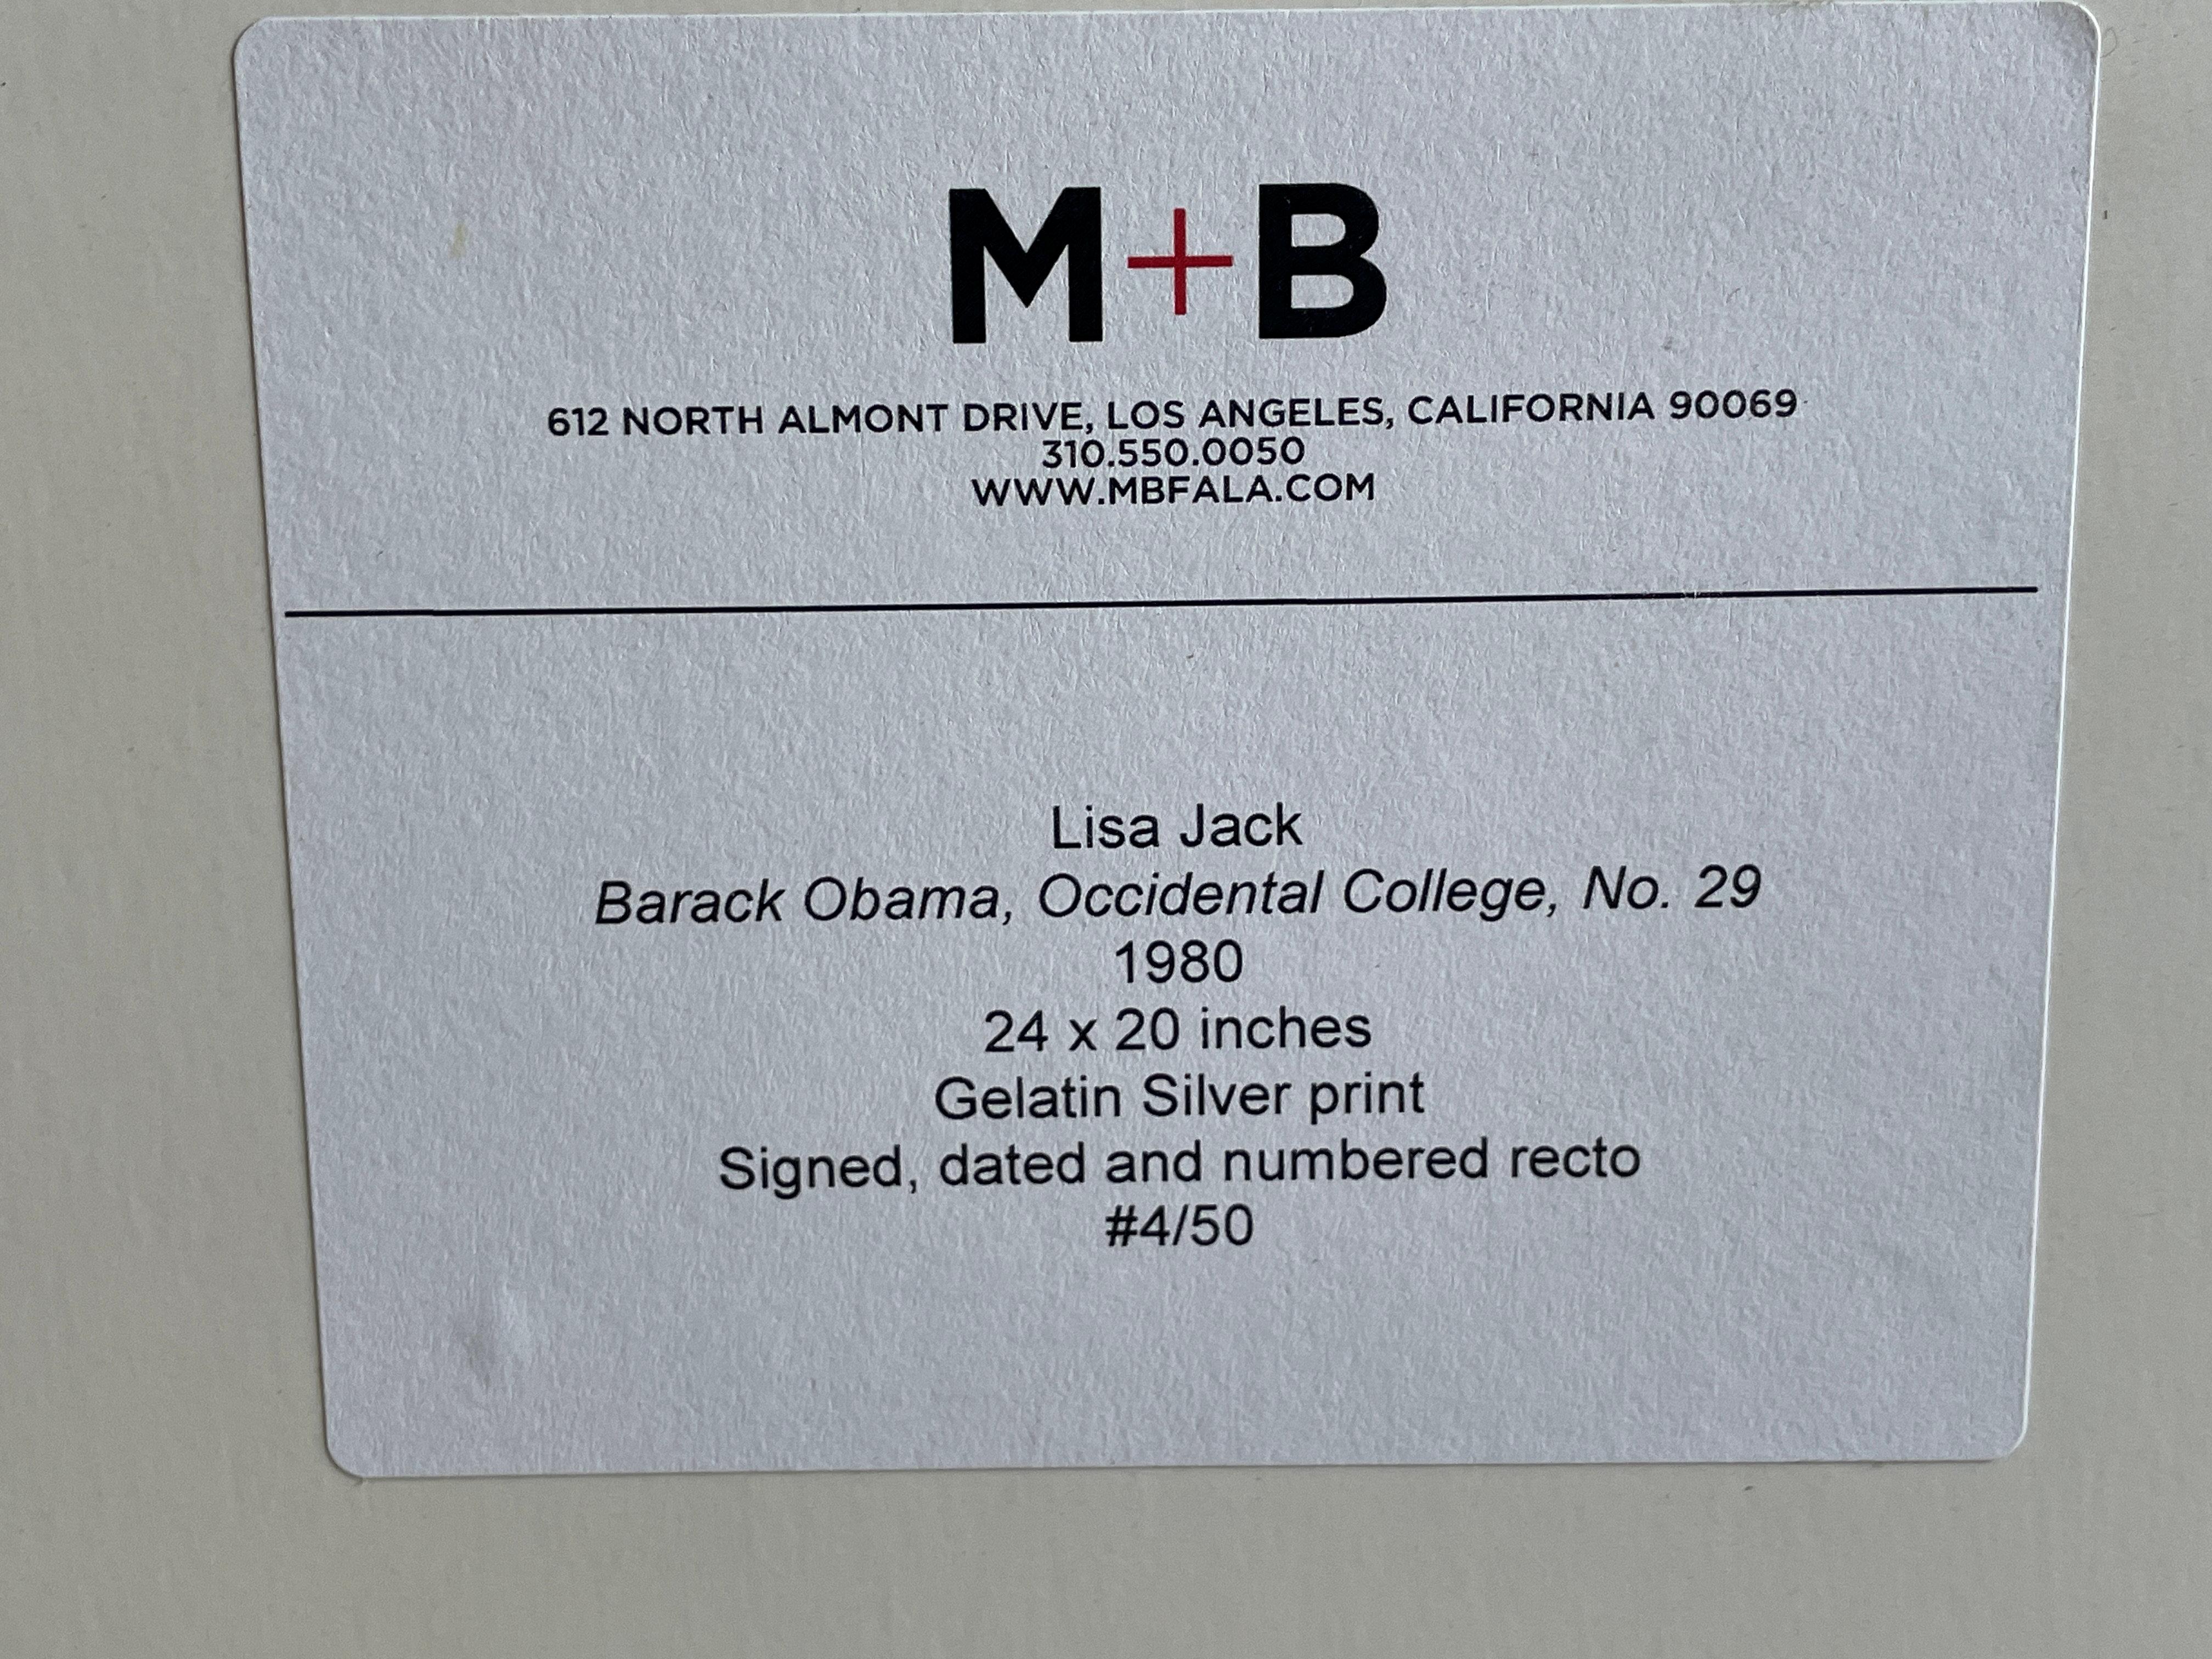 M+B
612 NORTH ALMONT DRIVE, LOS ANGELES, CALIFORNIA 90069
310.550.0050
WWW.MBFALA.COM
Lisa Jack
Barack Obama, Occidental College, No. 29
1980
24 x 20 inches
Gelatin Silver print
Signed, dated and numbered recto
#4/50